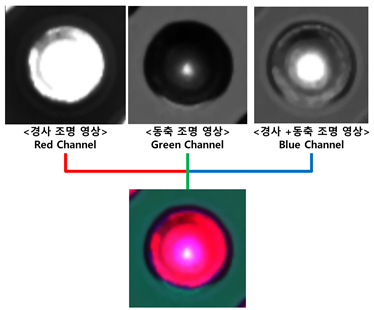 <경사 조명 영상>
Red Channel
<동축 조명 영상>
Green Channel
<경사 +동축 조명 영상>
Blue Channel